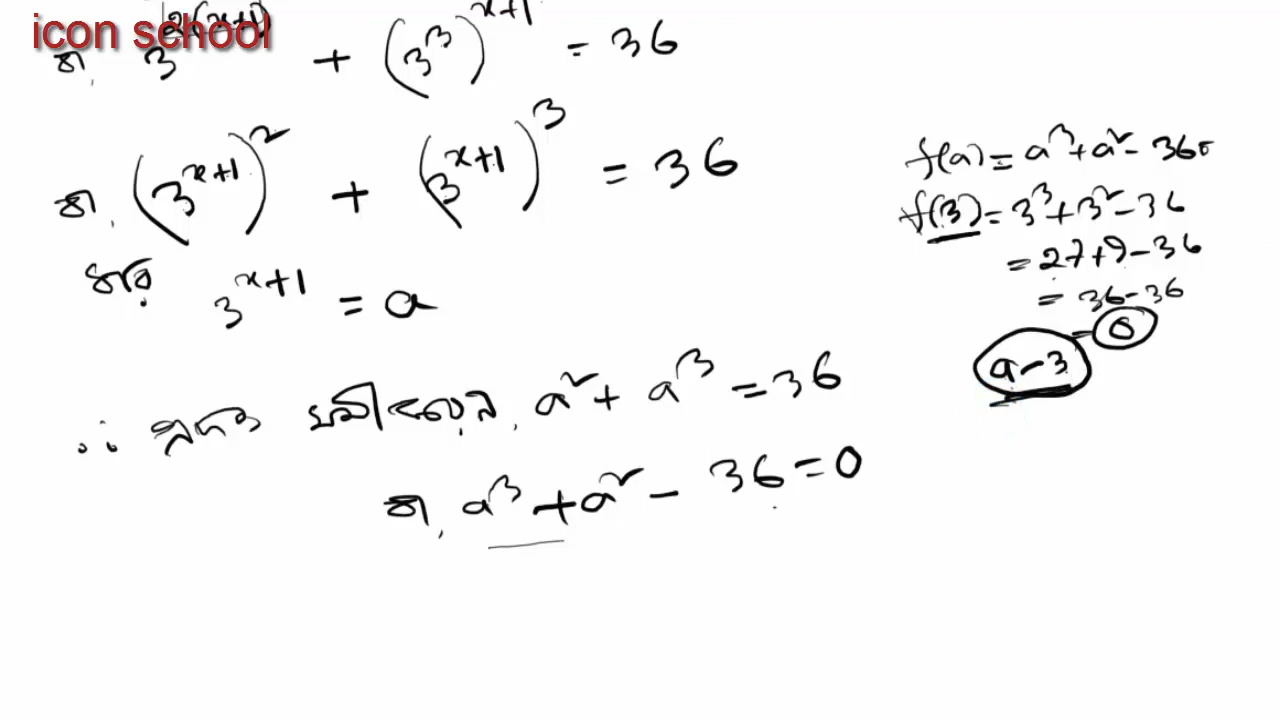 icon school
বা, 3^{2(x+1)} + (3^3)^{x+1} = 36
বা, (3^{x+1})^2 + (3^{x+1})^3 = 36
ধরি 3^{x+1} = a
∴ প্রদত্ত সমীকরণ, a^2 + a^3 = 36
বা, a^3 + a^2 - 36 = 0
f(a) = a^3 + a^2 - 36
f(3) = 3^3 + 3^2 - 36
= 27 + 9 - 36
= 36 - 36
= 0
a - 3